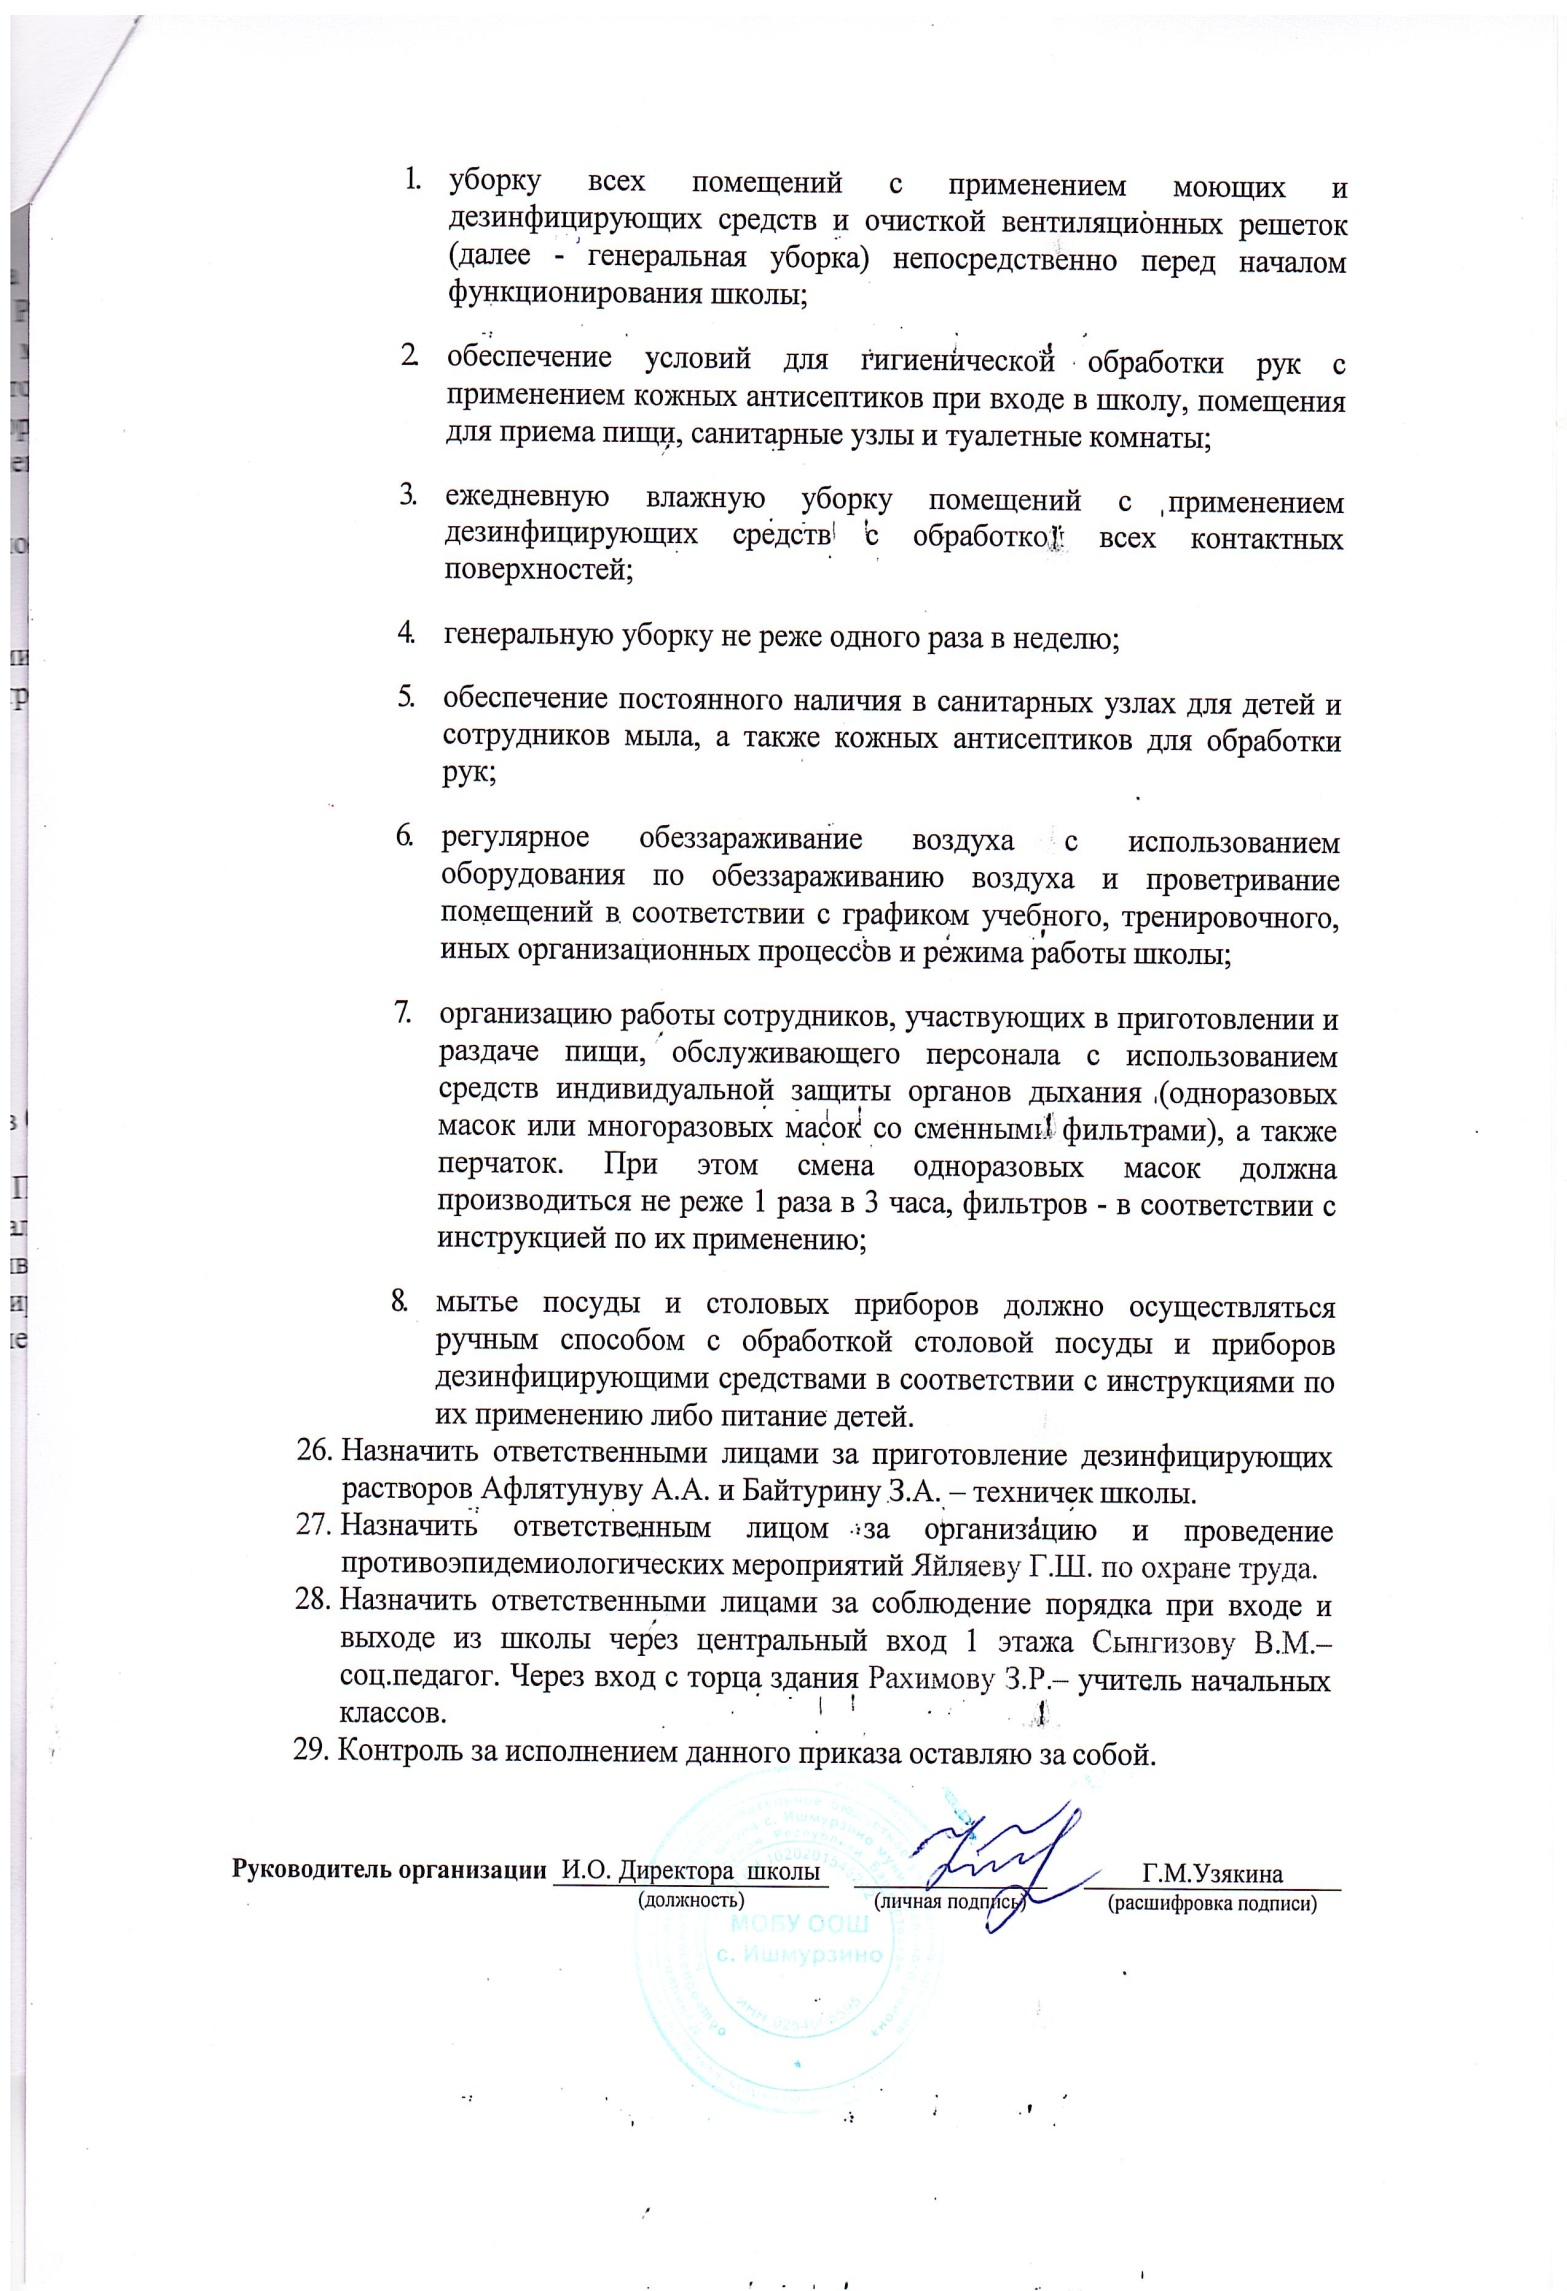 1. уборку всех помещений с применением моющих и
дезинфицирующих средств и очисткой вентиляционных решеток
(далее - генеральная уборка) непосредственно перед началом
функционирования школы;
2. обеспечение условий для гигиенической обработки рук с
применением кожных антисептиков при входе в школу, помещения
для приема пищи, санитарные узлы и туалетные комнаты;
3. ежедневную влажную уборку помещений с применением
дезинфицирующих средств с обработкой всех контактных
поверхностей;
4. генеральную уборку не реже одного раза в неделю;
5. обеспечение постоянного наличия в санитарных узлах для детей и
сотрудников мыла, а также кожных антисептиков для обработки
рук;
6. регулярное обеззараживание воздуха с использованием
оборудования по обеззараживанию воздуха и проветривание
помещений в соответствии с графиком учебного, тренировочного,
иных организационных процессов и режима работы школы;
7. организацию работы сотрудников, участвующих в приготовлении и
раздаче пищи, обслуживающего персонала с использованием
средств индивидуальной защиты органов дыхания (одноразовых
масок или многоразовых масок со сменными фильтрами), а также
перчаток. При этом смена одноразовых масок должна
производиться не реже 1 раза в 3 часа, фильтров - в соответствии с
инструкцией по их применению;
8. мытье посуды и столовых приборов должно осуществляться
ручным способом с обработкой столовой посуды и приборов
дезинфицирующими средствами в соответствии с инструкциями по
их применению либо питание детей.
26. Назначить ответственными лицами за приготовление дезинфицирующих
растворов Афлятунуву А.А. и Байтурину З.А. – техничек школы.
27. Назначить ответственным лицом за организацию и проведение
противоэпидемиологических мероприятий Яйляеву Г.Ш. по охране труда.
28. Назначить ответственными лицами за соблюдение порядка при входе и
выходе из школы через центральный вход 1 этажа Сынгизову В.М.–
соц.педагог. Через вход с торца здания Рахимову З.Р.– учитель начальных
классов.
29. Контроль за исполнением данного приказа оставляю за собой.
Руководитель организации И.О. Директора школы Г.М.Узякина
(должность) (личная подпись) (расшифровка подписи)
МОБУ ООШ
с. Ишмурзино